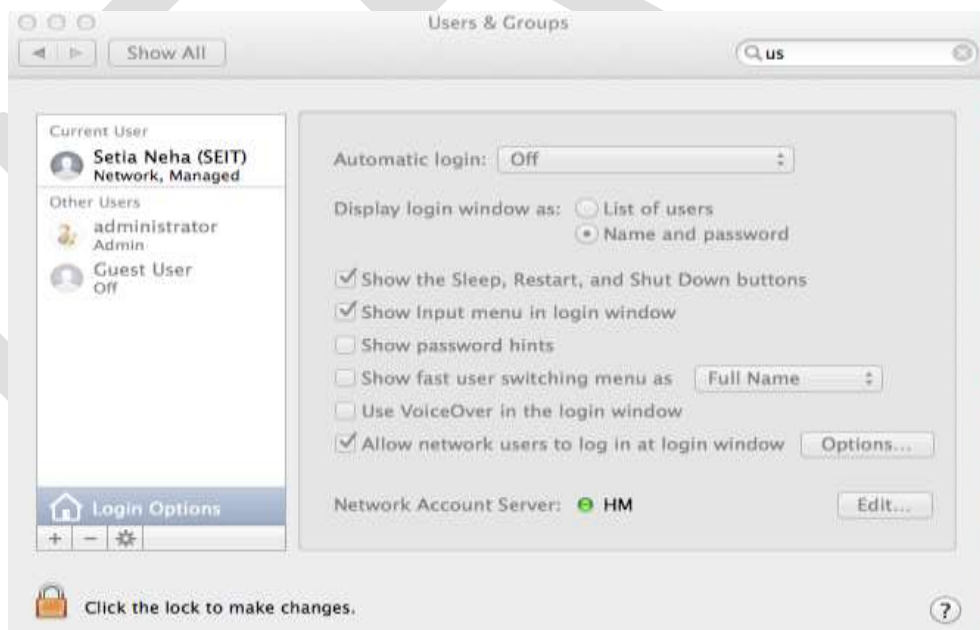 Users & Groups
Show All
us
Current User
Setia Neha (SEIT)
Network, Managed
Other Users
administrator
Admin
Guest User
Off
Login Options
Automatic login: Off
Display login window as: List of users
Name and password
Show the Sleep, Restart, and Shut Down buttons
Show Input menu in login window
Show password hints
Show fast user switching menu as Full Name
Use VoiceOver in the login window
Allow network users to log in at login window Options...
Network Account Server: HM Edit...
Click the lock to make changes.
?